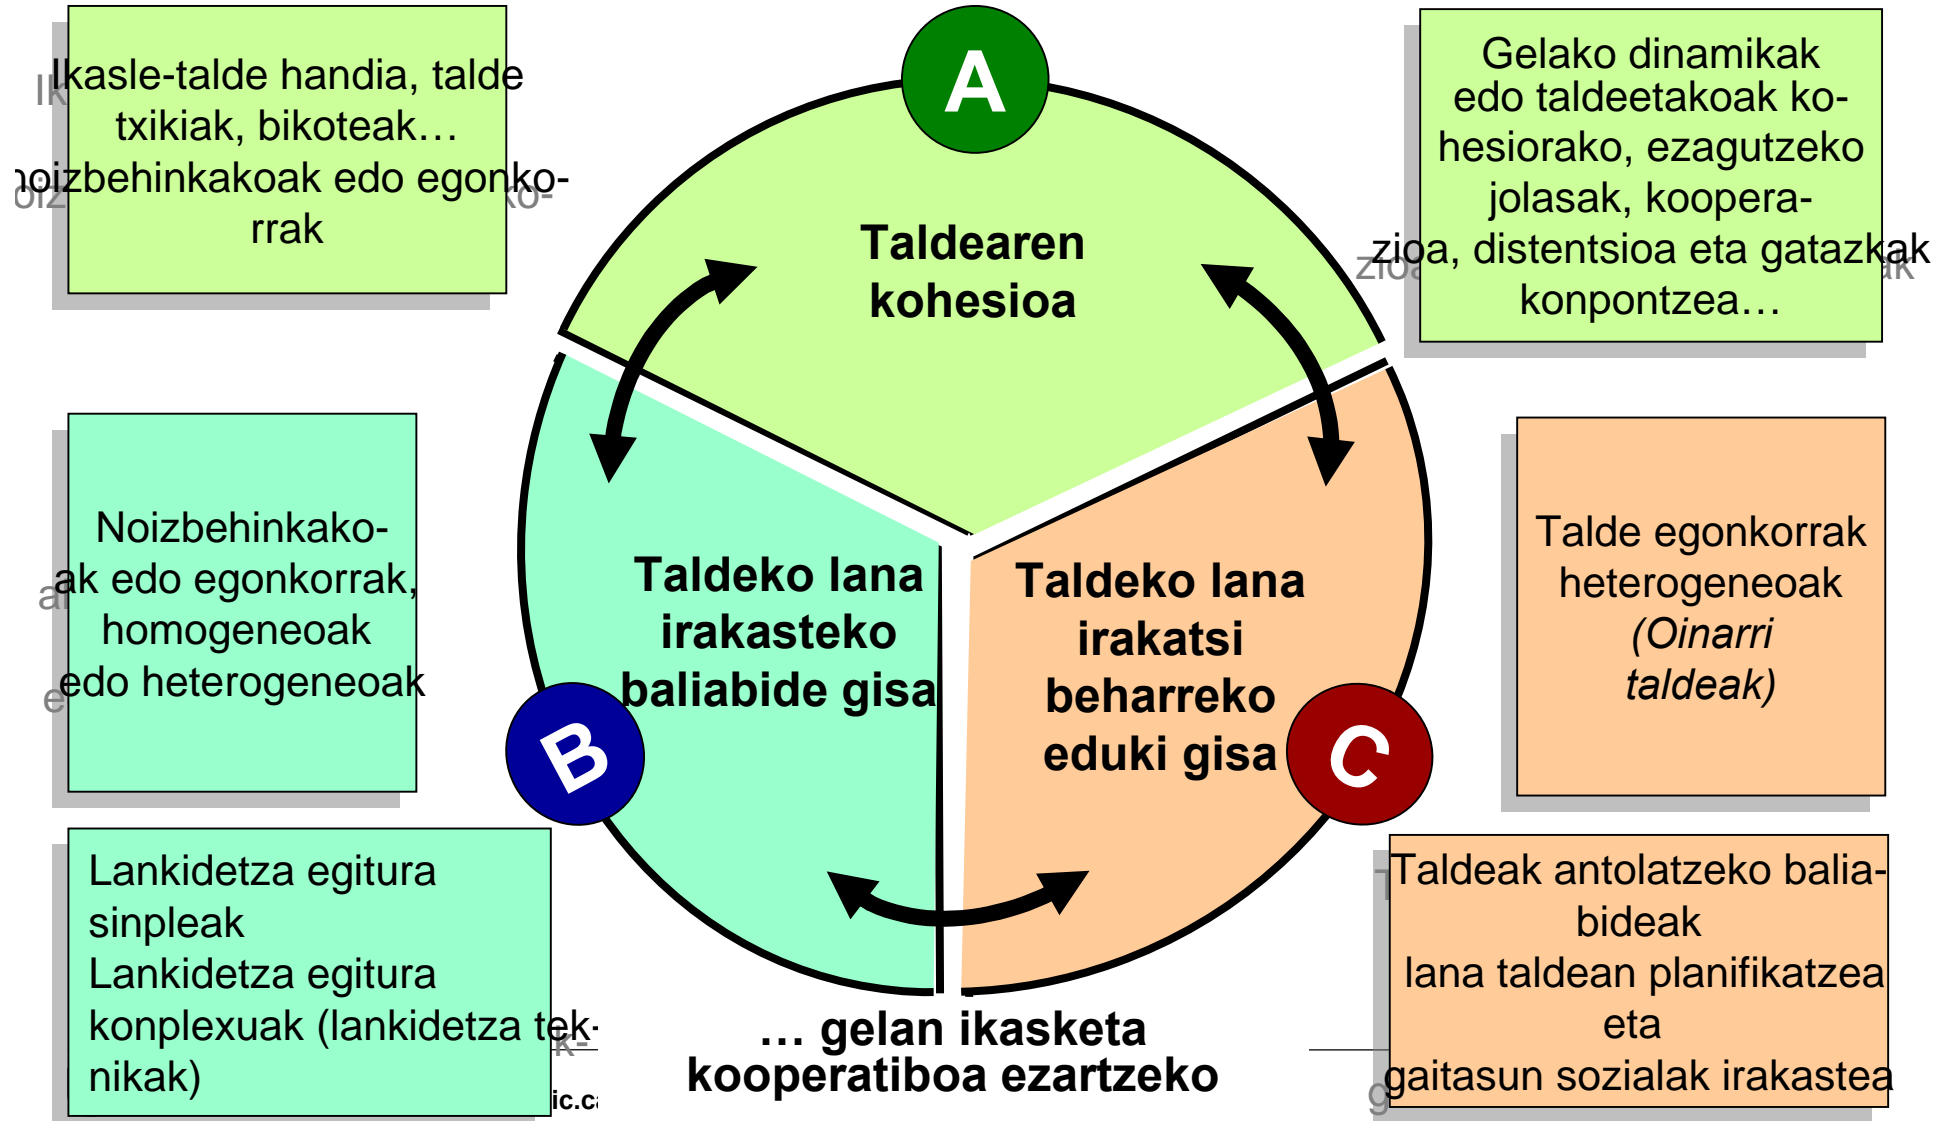 Ikasle-talde handia, talde
txikiak, bikoteak…
noizbehinkakoak edo egonko-
rrak
A
Gelako dinamikak
edo taldeetakoak ko-
hesiorako, ezagutzeko
jolasak, koopera-
zioa, distentsioa eta gatazkak
konpontzea…
Taldearen
kohesioa
Noizbehinkako-
ak edo egonkorrak,
homogeneoak
edo heterogeneoak
Taldeko lana
irakasteko
baliabide gisa
B
Taldeko lana
irakatsi
beharreko
eduki gisa
C
Talde egonkorrak
heterogeneoak
(Oinarri
taldeak)
Lankidetza egitura
sinpleak
Lankidetza egitura
konplexuak (lankidetza tek-
nikak)
… gelan ikasketa
kooperatiboa ezartzeko
Taldeak antolatzeko balia-
bideak
lana taldean planifikatzea
eta
gaitasun sozialak irakastea